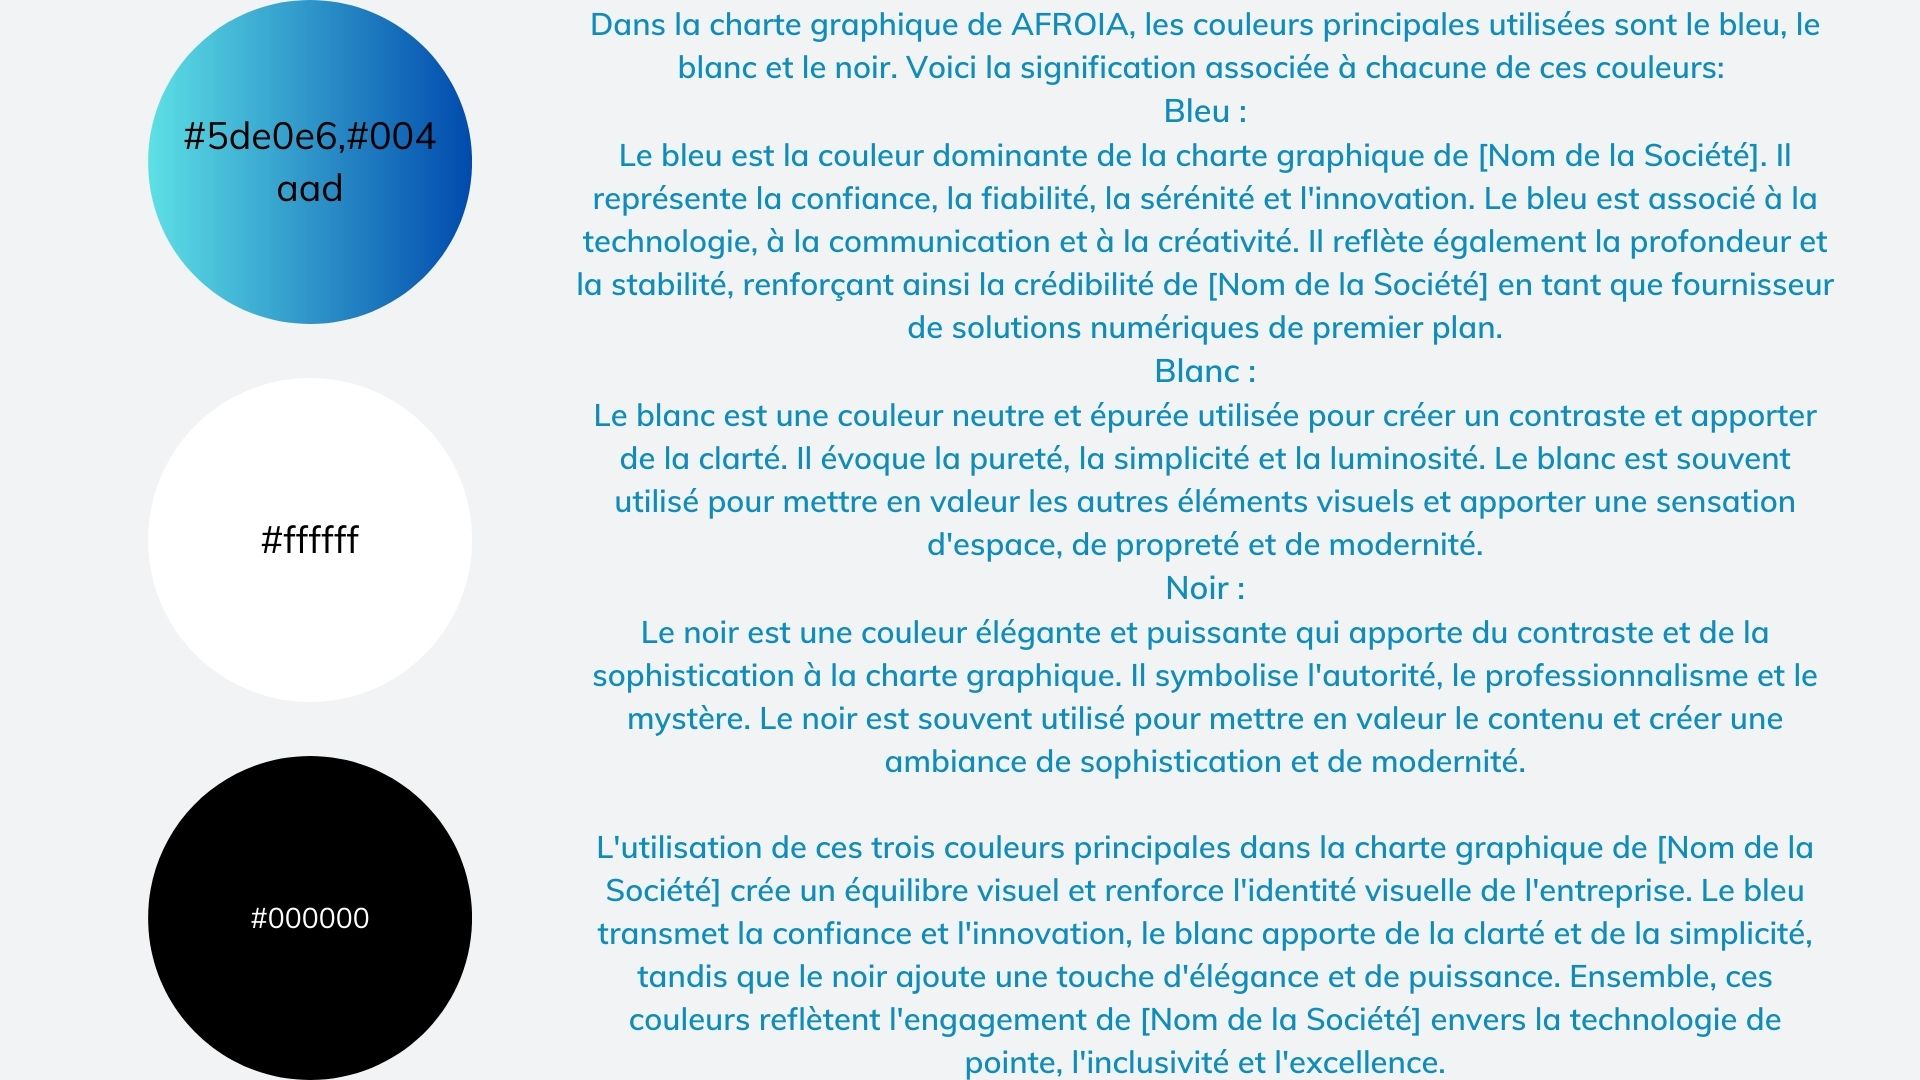 #5de0e6,#004
aad
#ffffff
#000000
Dans la charte graphique de AFROIA, les couleurs principales utilisées sont le bleu, le
blanc et le noir. Voici la signification associée à chacune de ces couleurs:
Bleu :
Le bleu est la couleur dominante de la charte graphique de [Nom de la Société]. Il
représente la confiance, la fiabilité, la sérénité et l'innovation. Le bleu est associé à la
technologie, à la communication et à la créativité. Il reflète également la profondeur et
la stabilité, renforçant ainsi la crédibilité de [Nom de la Société] en tant que fournisseur
de solutions numériques de premier plan.
Blanc :
Le blanc est une couleur neutre et épurée utilisée pour créer un contraste et apporter
de la clarté. Il évoque la pureté, la simplicité et la luminosité. Le blanc est souvent
utilisé pour mettre en valeur les autres éléments visuels et apporter une sensation
d'espace, de propreté et de modernité.
Noir :
Le noir est une couleur élégante et puissante qui apporte du contraste et de la
sophistication à la charte graphique. Il symbolise l'autorité, le professionnalisme et le
mystère. Le noir est souvent utilisé pour mettre en valeur le contenu et créer une
ambiance de sophistication et de modernité.
L'utilisation de ces trois couleurs principales dans la charte graphique de [Nom de la
Société] crée un équilibre visuel et renforce l'identité visuelle de l'entreprise. Le bleu
transmet la confiance et l'innovation, le blanc apporte de la clarté et de la simplicité,
tandis que le noir ajoute une touche d'élégance et de puissance. Ensemble, ces
couleurs reflètent l'engagement de [Nom de la Société] envers la technologie de
pointe, l'inclusivité et l'excellence.